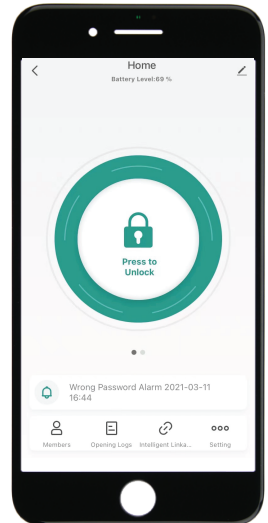 Home
Battery Level:69 %
Press to
Unlock
Wrong Password Alarm 2021-03-11
16:44
Members
Opening Logs
Intelligent Linka...
Setting